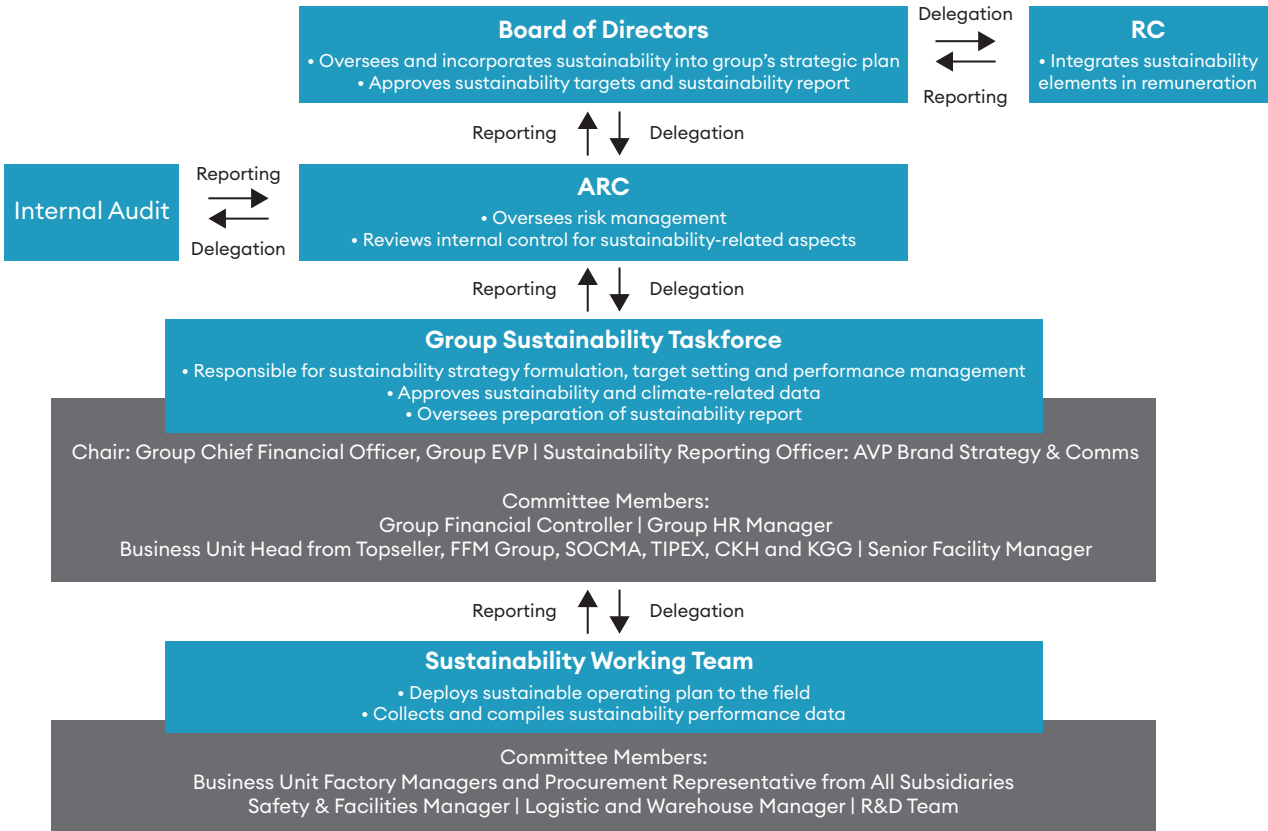 Board of Directors
• Oversees and incorporates sustainability into group's strategic plan
• Approves sustainability targets and sustainability report
Delegation
Reporting
RC
• Integrates sustainability
elements in remuneration
Reporting
Delegation
Internal Audit
Reporting
Delegation
ARC
• Oversees risk management
• Reviews internal control for sustainability-related aspects
Reporting
Delegation
Group Sustainability Taskforce
• Responsible for sustainability strategy formulation, target setting and performance management
• Approves sustainability and climate-related data
• Oversees preparation of sustainability report
Chair: Group Chief Financial Officer, Group EVP | Sustainability Reporting Officer: AVP Brand Strategy & Comms
Committee Members:
Group Financial Controller | Group HR Manager
Business Unit Head from Topseller, FFM Group, SOCMA, TIPEX, CKH and KGG | Senior Facility Manager
Reporting
Delegation
Sustainability Working Team
• Deploys sustainable operating plan to the field
• Collects and compiles sustainability performance data
Committee Members:
Business Unit Factory Managers and Procurement Representative from All Subsidiaries
Safety & Facilities Manager | Logistic and Warehouse Manager | R&D Team